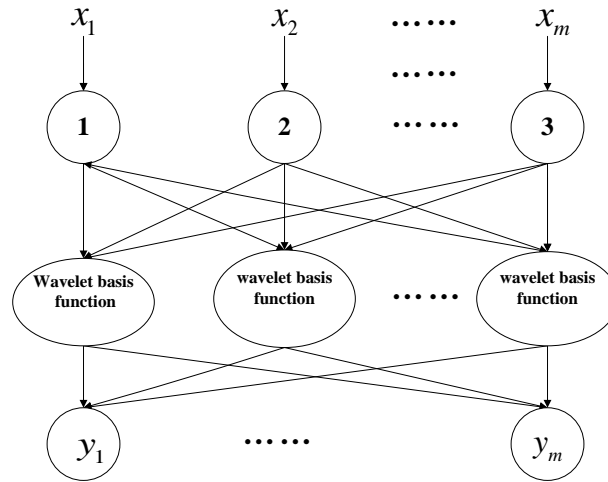 x1 x2 …… xm
……
1 2 …… 3
Wavelet basis function
wavelet basis function
……
wavelet basis function
y1 …… ym